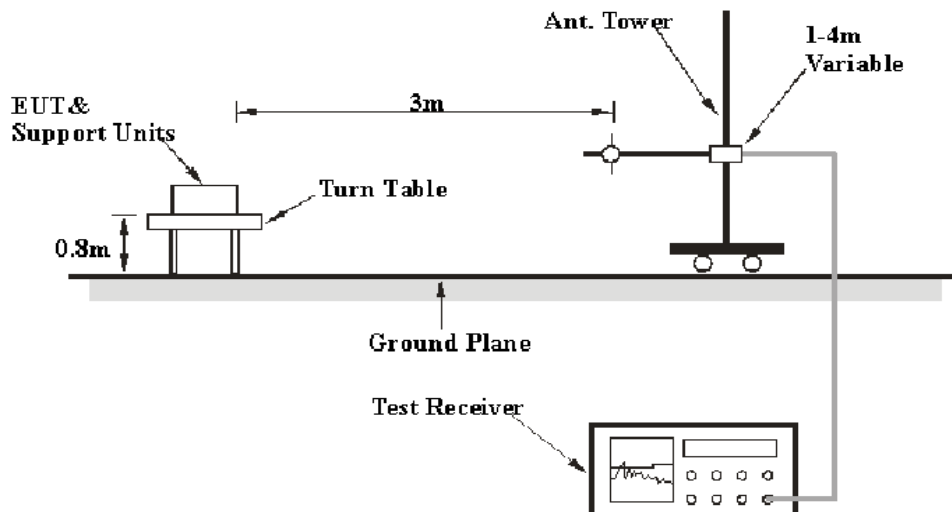 Ant. Tower
1-4m
Variable
3m
EUT&
Support Units
Turn Table
0.8m
Ground Plane
Test Receiver